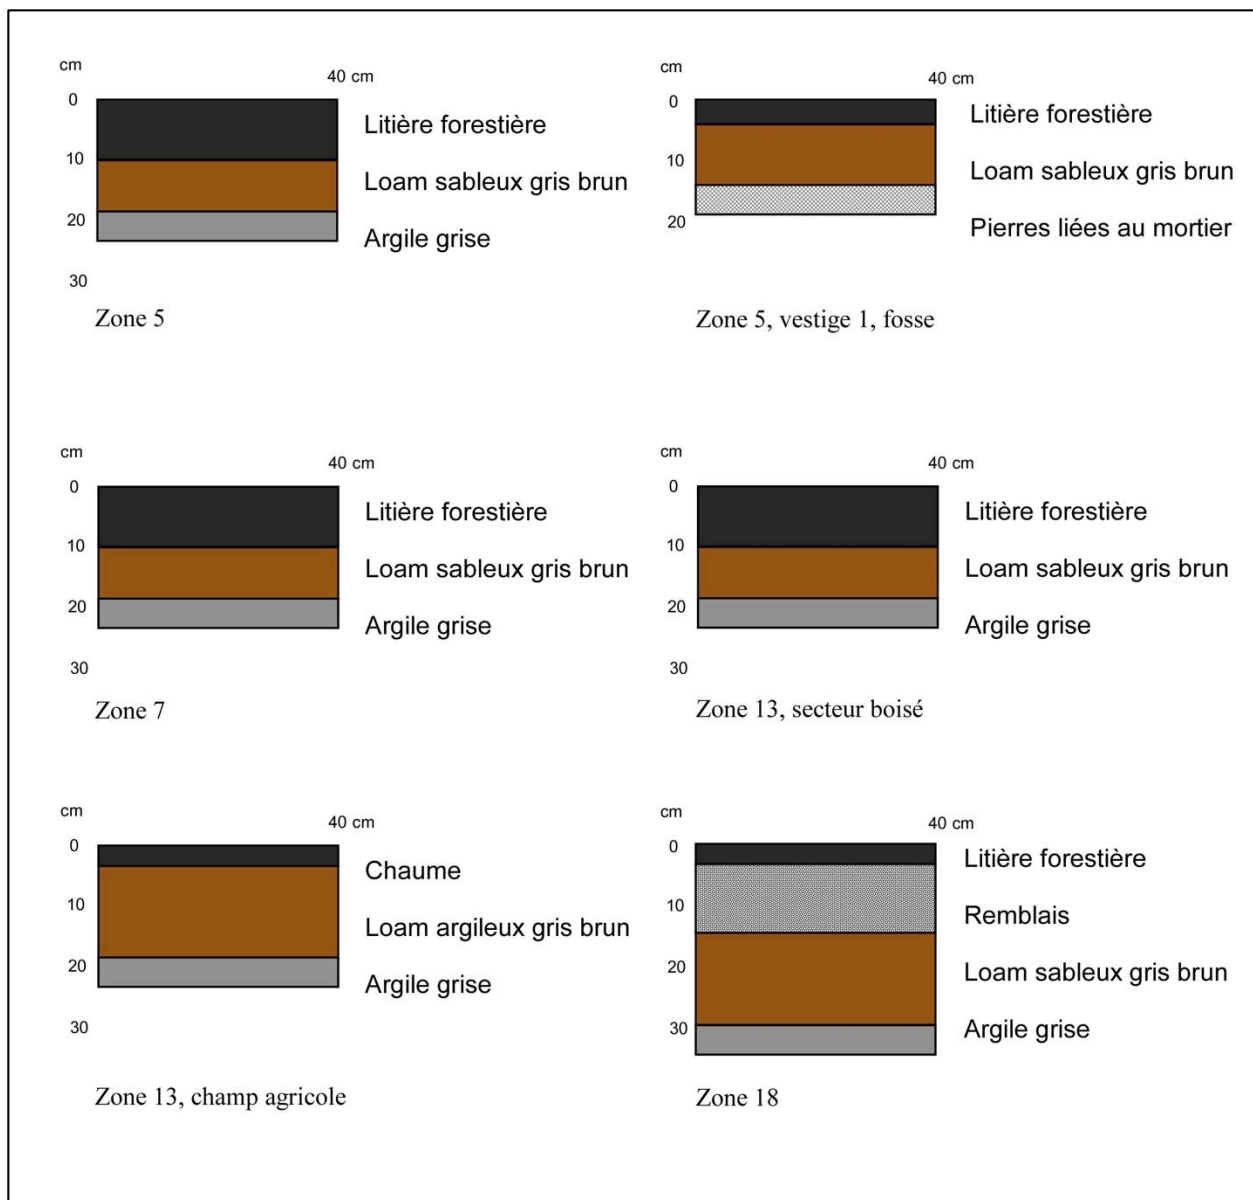 cm
40 cm
0
Litière forestière
10
Loam sableux gris brun
20
Argile grise
30
Zone 5
cm
40 cm
0
Litière forestière
10
Loam sableux gris brun
20
Pierres liées au mortier
Zone 5, vestige 1, fosse
cm
40 cm
0
Litière forestière
10
Loam sableux gris brun
20
Argile grise
30
Zone 7
cm
40 cm
0
Litière forestière
10
Loam sableux gris brun
20
Argile grise
30
Zone 13, secteur boisé
cm
40 cm
0
Chaume
10
Loam argileux gris brun
20
Argile grise
30
Zone 13, champ agricole
cm
40 cm
0
Litière forestière
10
Remblais
20
Loam sableux gris brun
30
Argile grise
Zone 18